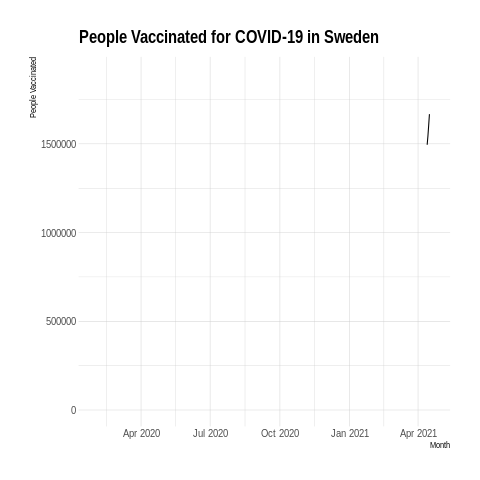 People Vaccinated for COVID-19 in Sweden
People Vaccinated
1500000
1000000
500000
0
Apr 2020 Jul 2020 Oct 2020 Jan 2021 Apr 2021
Month